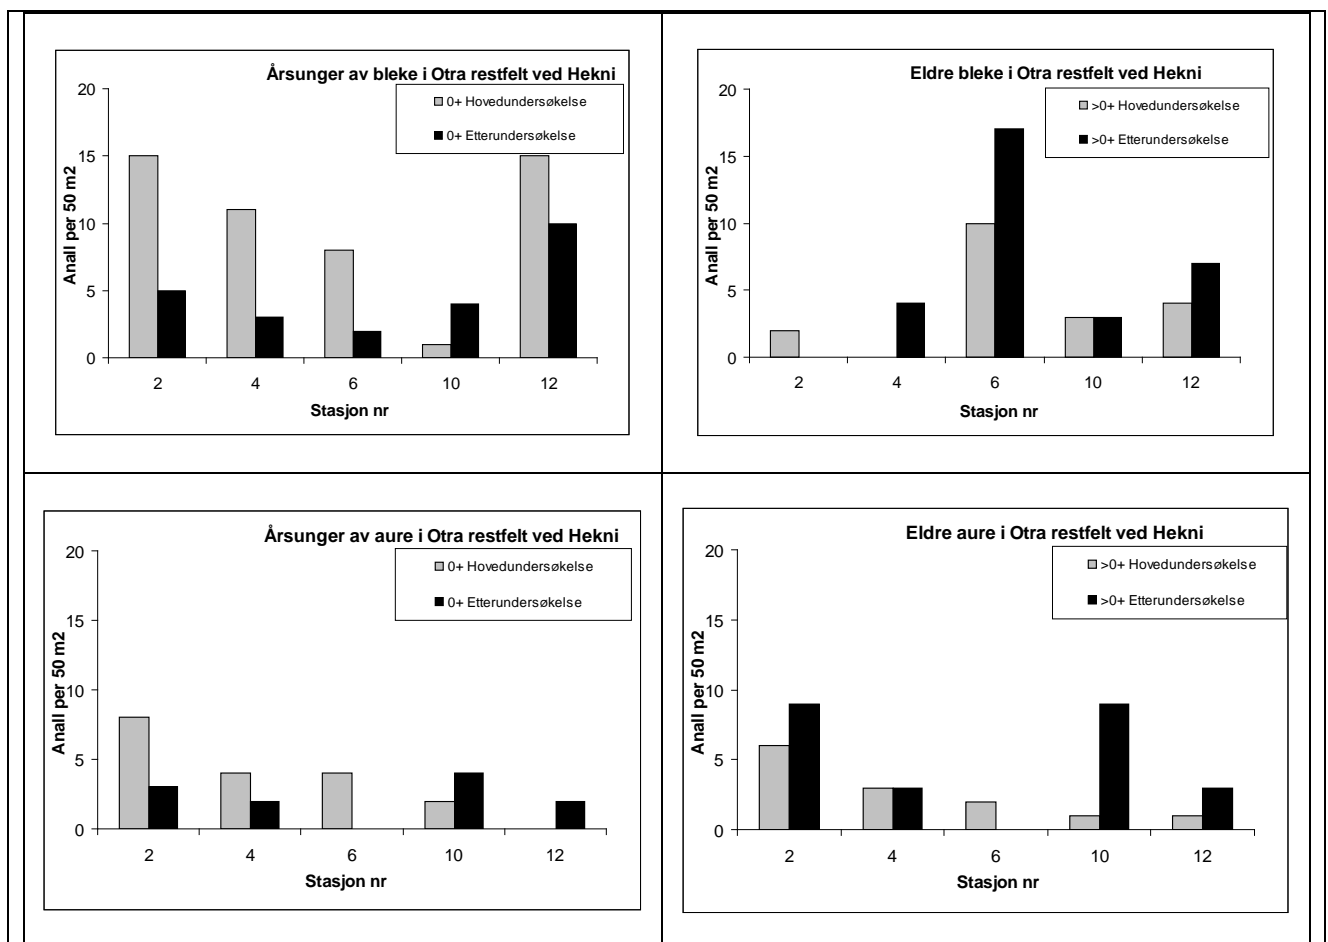 Årsunger av bleke i Otra restfelt ved Hekni
0+ Hovedundersøkelse
0+ Etterundersøkelse
20
15
10
5
0
Anall per 50 m2
2 4 6 10 12
Stasjon nr
Eldre bleke i Otra restfelt ved Hekni
>0+ Hovedundersøkelse
>0+ Etterundersøkelse
20
15
10
5
0
Anall per 50 m2
2 4 6 10 12
Stasjon nr
Årsunger av aure i Otra restfelt ved Hekni
0+ Hovedundersøkelse
0+ Etterundersøkelse
20
15
10
5
0
Anall per 50 m2
2 4 6 10 12
Stasjon nr
Eldre aure i Otra restfelt ved Hekni
>0+ Hovedundersøkelse
>0+ Etterundersøkelse
20
15
10
5
0
Anall per 50 m2
2 4 6 10 12
Stasjon nr